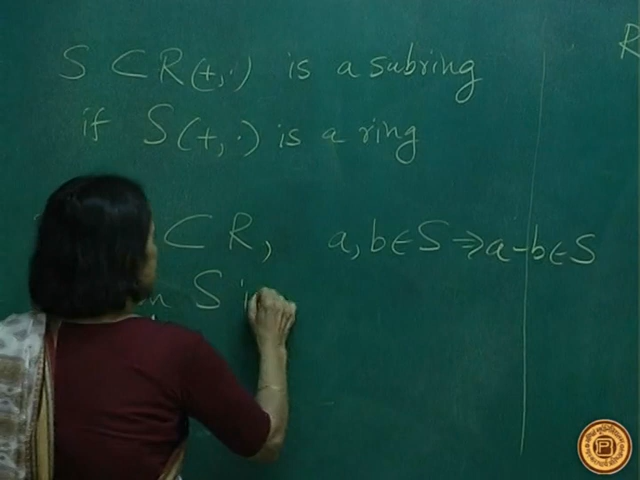 S ⊂ R(+,·) is a subring
if S(+,·) is a ring
⊂ R, a, b ∈ S ⇒ a-b ∈ S
S i
R